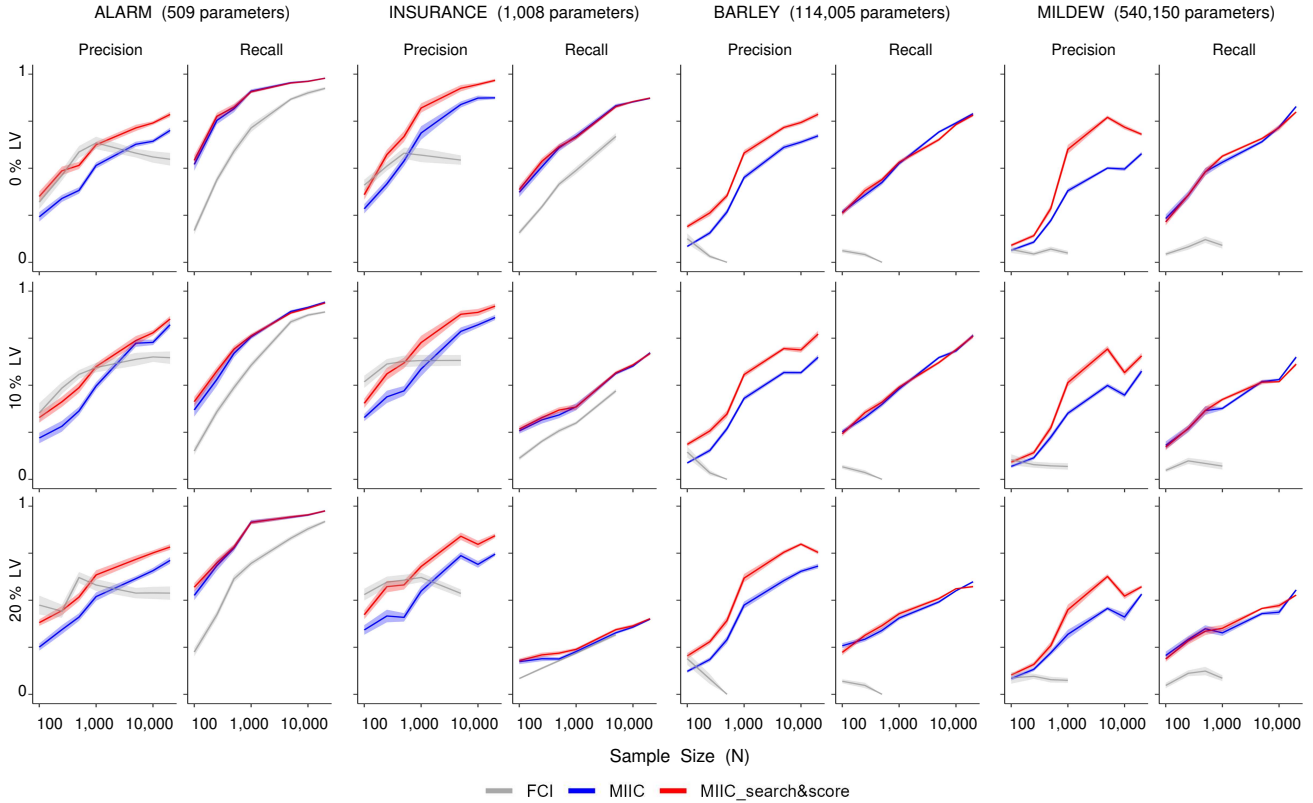 ALARM (509 parameters) INSURANCE (1,008 parameters) BARLEY (114,005 parameters) MILDEW (540,150 parameters)
Precision Recall Precision Recall Precision Recall Precision Recall
1
0 % LV
0
1
10 % LV
0
1
20 % LV
0
100 1,000 10,000 100 1,000 10,000 100 1,000 10,000 100 1,000 10,000 100 1,000 10,000 100 1,000 10,000 100 1,000 10,000 100 1,000 10,000
Sample Size (N)
FCI MIIC MIIC_search&score